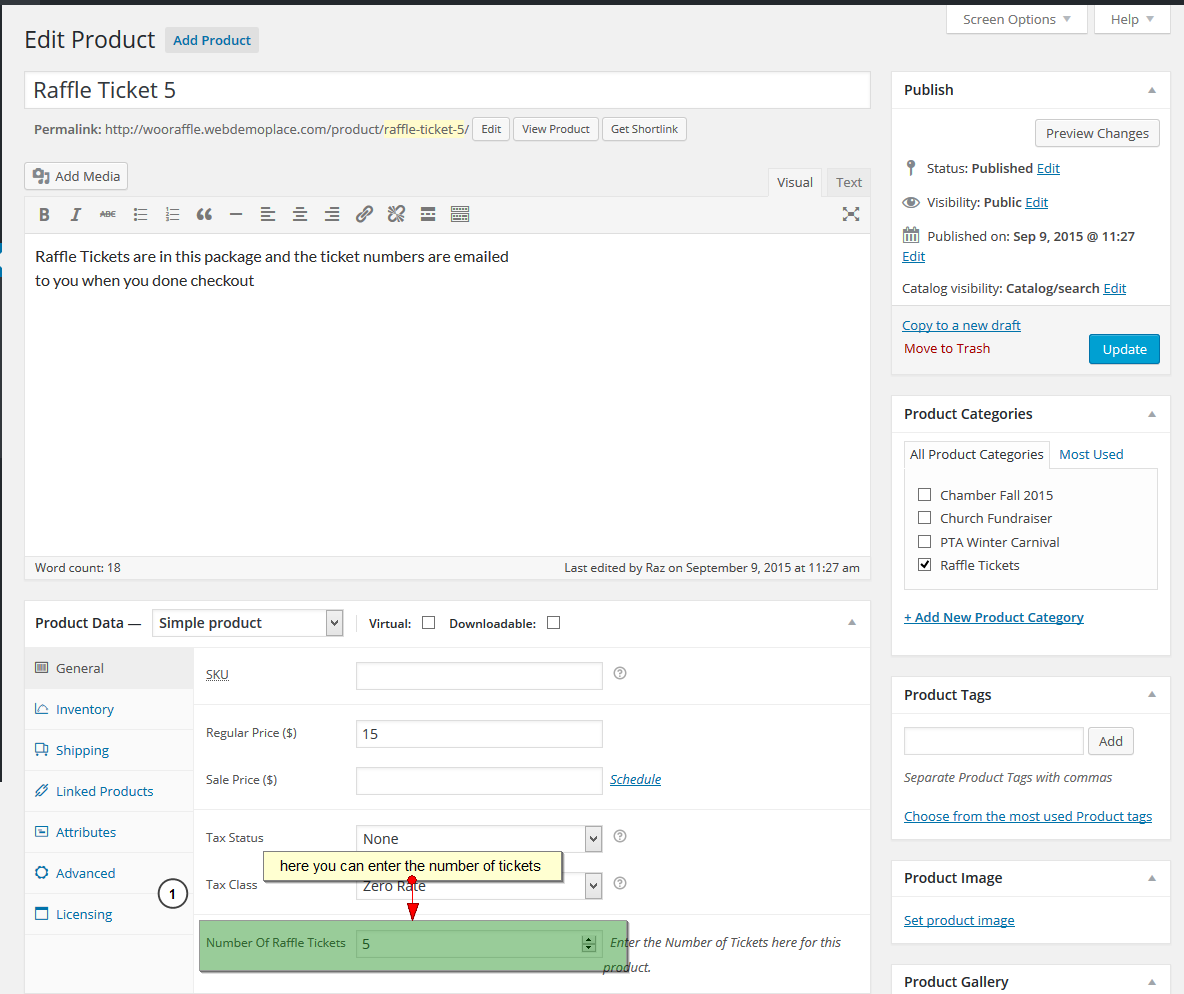 Screen Options
Help
Edit Product
Add Product
Raffle Ticket 5
Permalink: http://wooraffle.webdemoplace.com/product/raffle-ticket-5/
Edit
View Product
Get Shortlink
Add Media
Visual
Text
B
I
ABC
Raffle Tickets are in this package and the ticket numbers are emailed
to you when you done checkout
Word count: 18
Last edited by Raz on September 9, 2015 at 11:27 am
Product Data —
Simple product
Virtual:
Downloadable:
General
Inventory
Shipping
Linked Products
Attributes
Advanced
Licensing
1
SKU
Regular Price ($)
15
Sale Price ($)
Schedule
Tax Status
None
here you can enter the number of tickets
Tax Class
Zero Rate
Number Of Raffle Tickets
5
Enter the Number of Tickets here for this
product.
Publish
Preview Changes
Status: Published Edit
Visibility: Public Edit
Published on: Sep 9, 2015 @ 11:27
Edit
Catalog visibility: Catalog/search Edit
Copy to a new draft
Move to Trash
Update
Product Categories
All Product Categories
Most Used
Chamber Fall 2015
Church Fundraiser
PTA Winter Carnival
Raffle Tickets
+ Add New Product Category
Product Tags
Add
Separate Product Tags with commas
Choose from the most used Product tags
Product Image
Set product image
Product Gallery